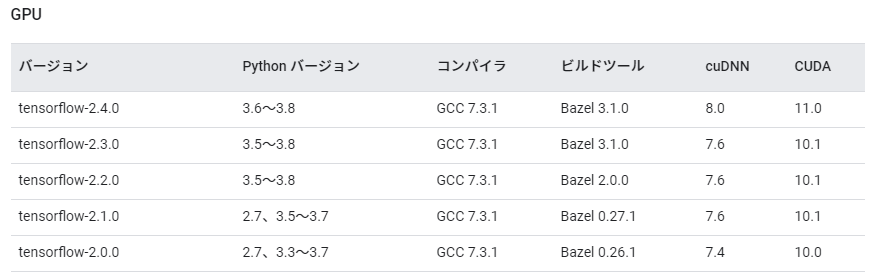 GPU
バージョン Python バージョン コンパイラ ビルドツール cuDNN CUDA
tensorflow-2.4.0 3.6～3.8 GCC 7.3.1 Bazel 3.1.0 8.0 11.0
tensorflow-2.3.0 3.5～3.8 GCC 7.3.1 Bazel 3.1.0 7.6 10.1
tensorflow-2.2.0 3.5～3.8 GCC 7.3.1 Bazel 2.0.0 7.6 10.1
tensorflow-2.1.0 2.7、3.5～3.7 GCC 7.3.1 Bazel 0.27.1 7.6 10.1
tensorflow-2.0.0 2.7、3.3～3.7 GCC 7.3.1 Bazel 0.26.1 7.4 10.0